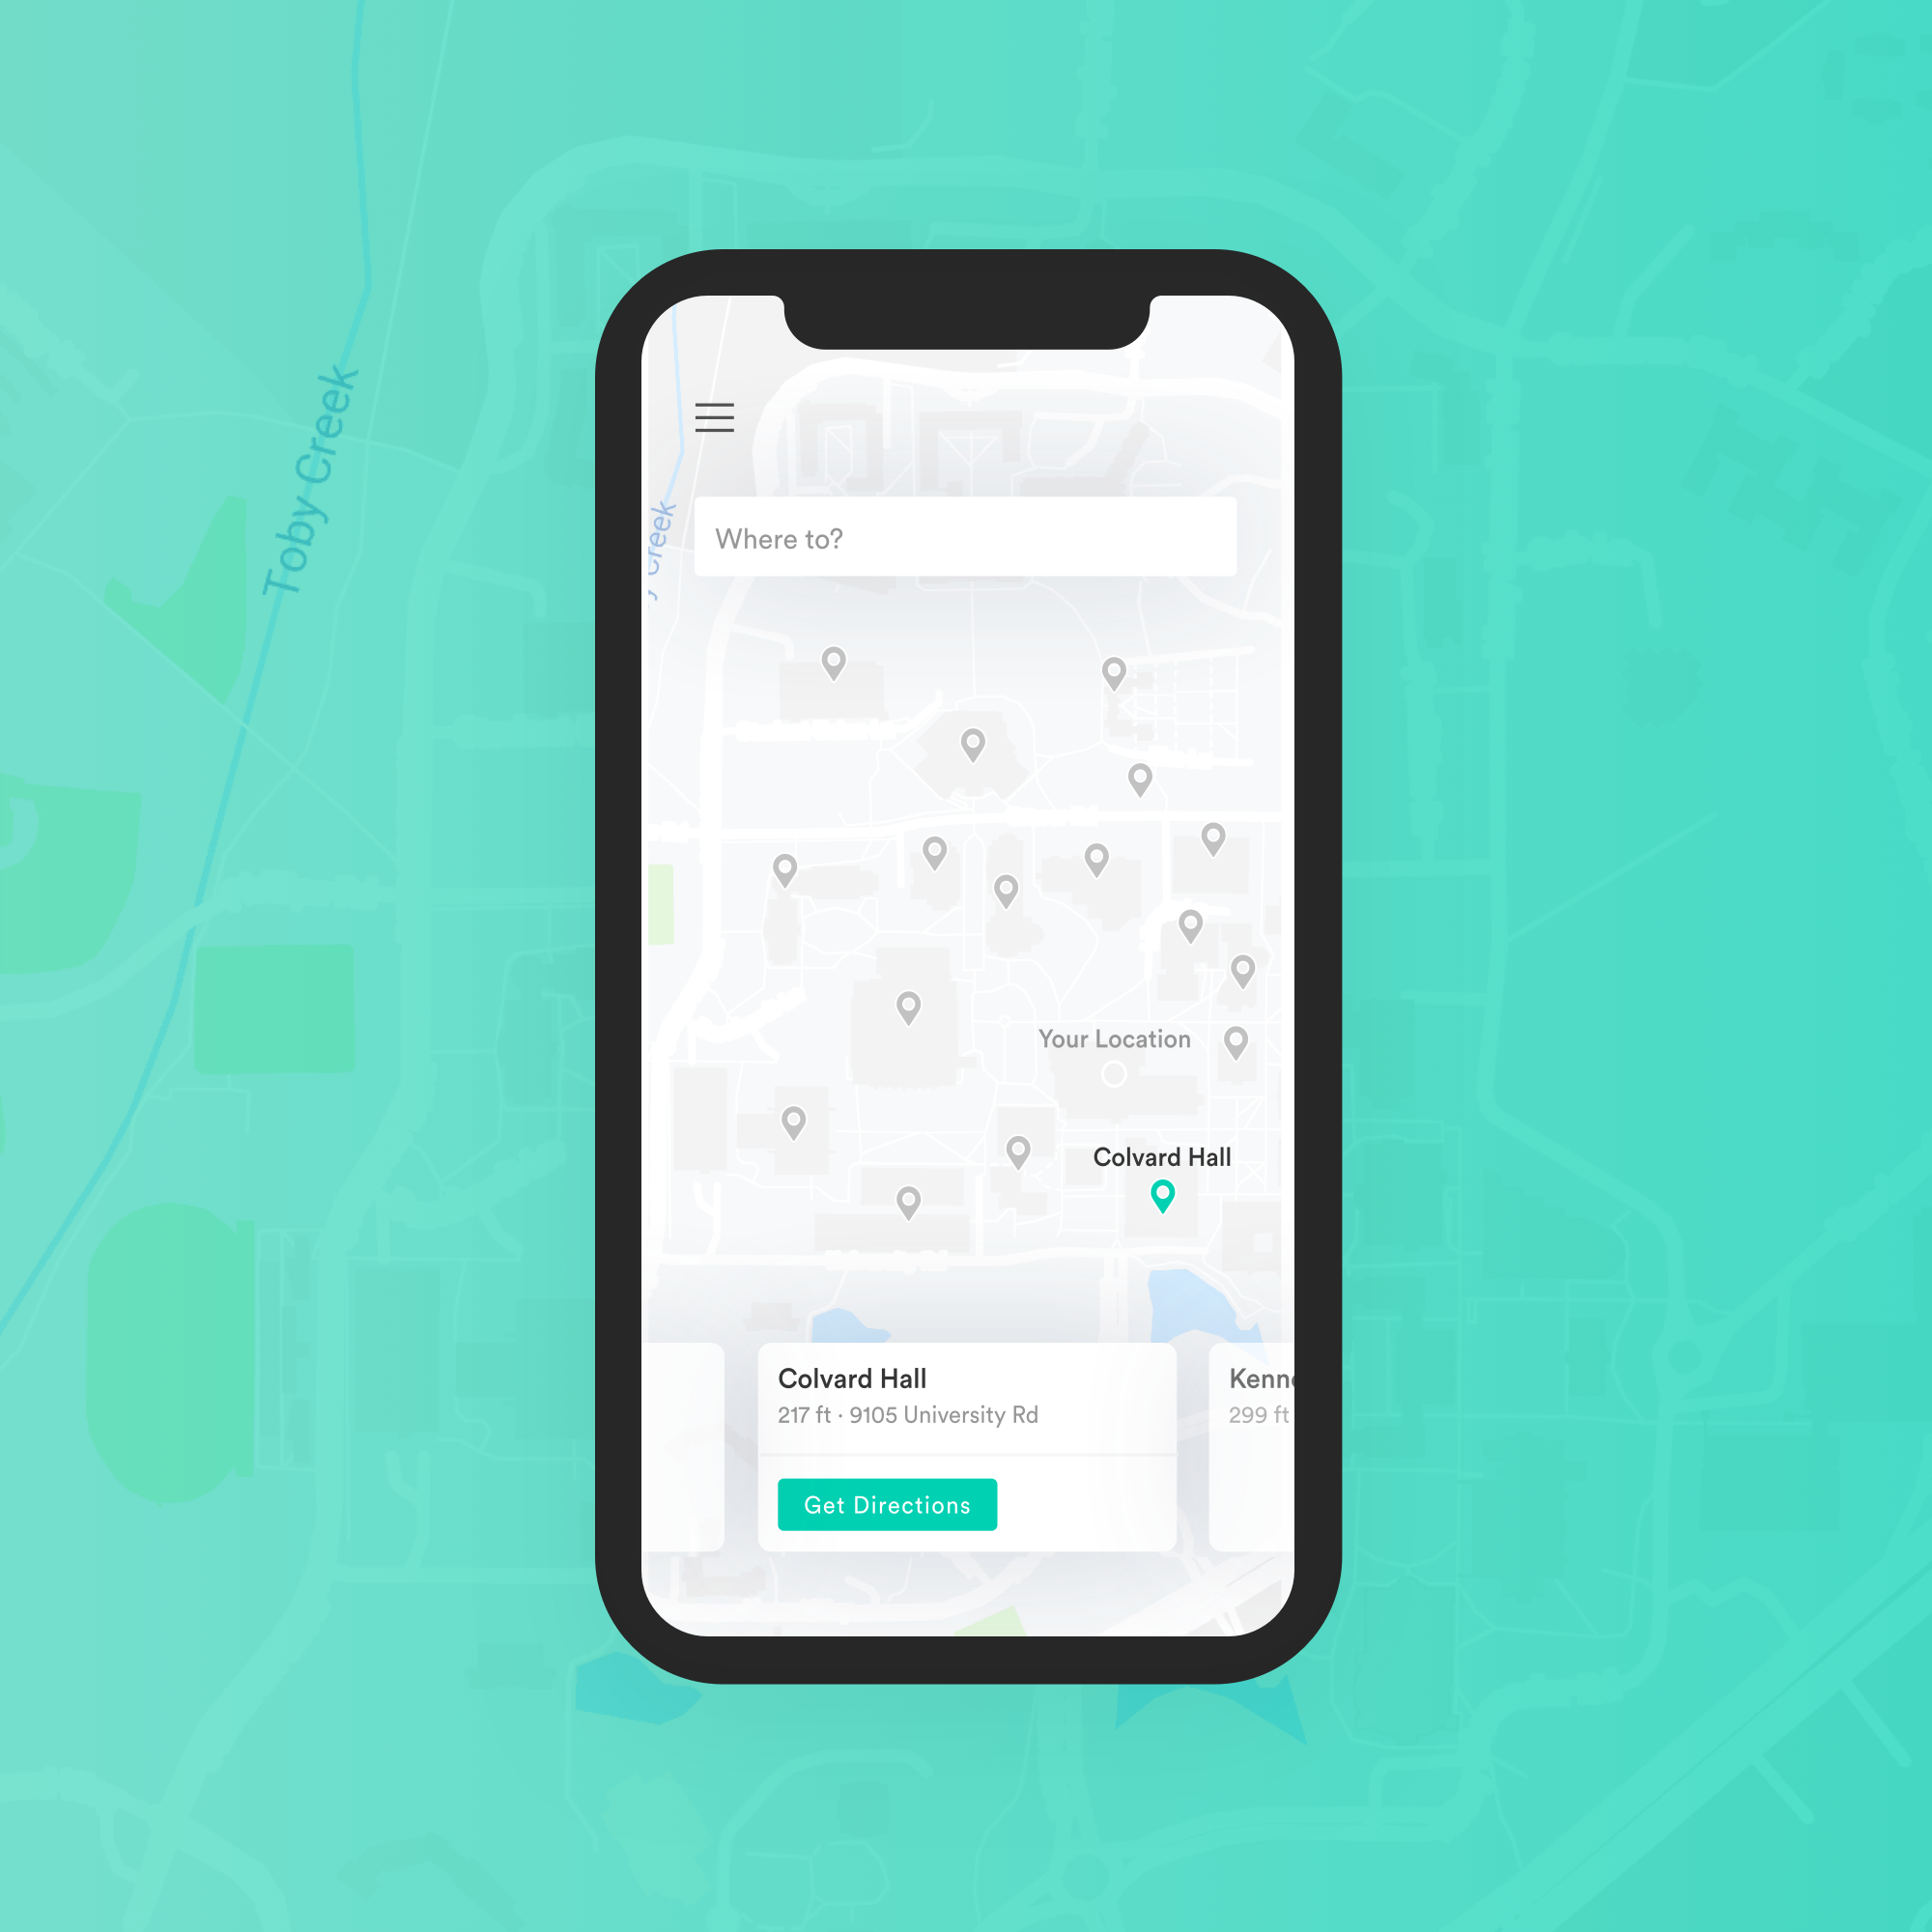 Toby Creek
Creek
Where to?
Your Location
Colvard Hall
Colvard Hall
217 ft · 9105 University Rd
Get Directions
299 ft